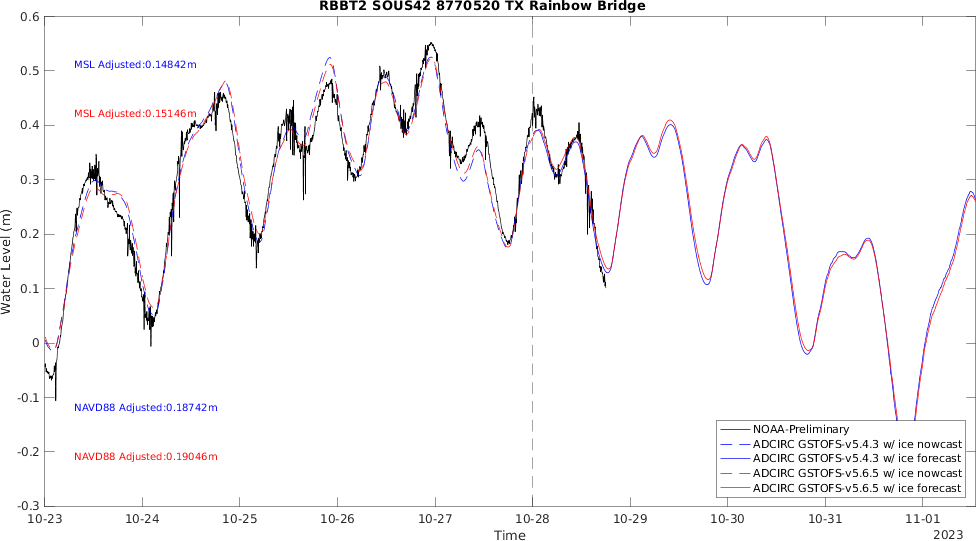 RBBT2 SOUS42 8770520 TX Rainbow Bridge
0.6
0.5
0.4
0.3
0.2
0.1
0
-0.1
-0.2
-0.3
Water Level (m)
MSL Adjusted:0.14842m
MSL Adjusted:0.15146m
NAVD88 Adjusted:0.18742m
NAVD88 Adjusted:0.19046m
NOAA-Preliminary
ADCIRC GSTOFS-v5.4.3 w/ ice nowcast
ADCIRC GSTOFS-v5.4.3 w/ ice forecast
ADCIRC GSTOFS-v5.6.5 w/ ice nowcast
ADCIRC GSTOFS-v5.6.5 w/ ice forecast
10-23 10-24 10-25 10-26 10-27 10-28 10-29 10-30 10-31 11-01
Time
2023